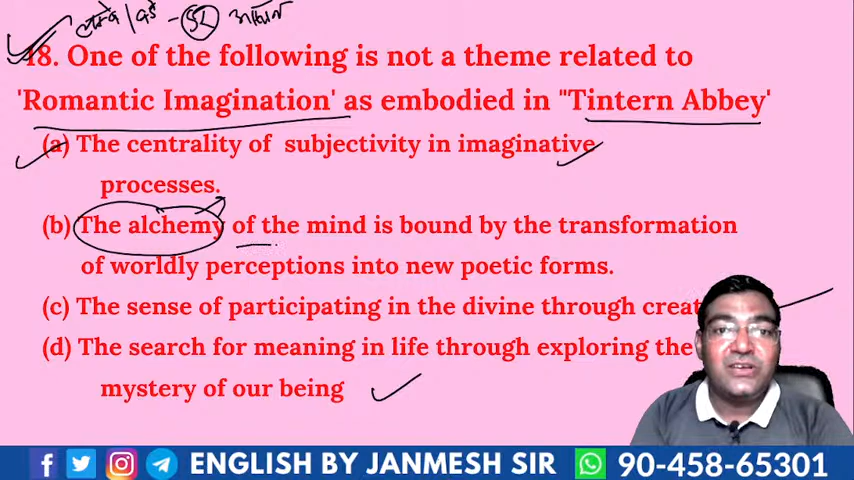 18. One of the following is not a theme related to
'Romantic Imagination' as embodied in "Tintern Abbey'
(a) The centrality of subjectivity in imaginative
processes.
(b) The alchemy of the mind is bound by the transformation
of worldly perceptions into new poetic forms.
(c) The sense of participating in the divine through
(d) The search for meaning in life through exploring the
mystery of our being
ENGLISH BY JANMESH SIR 90-458-65301